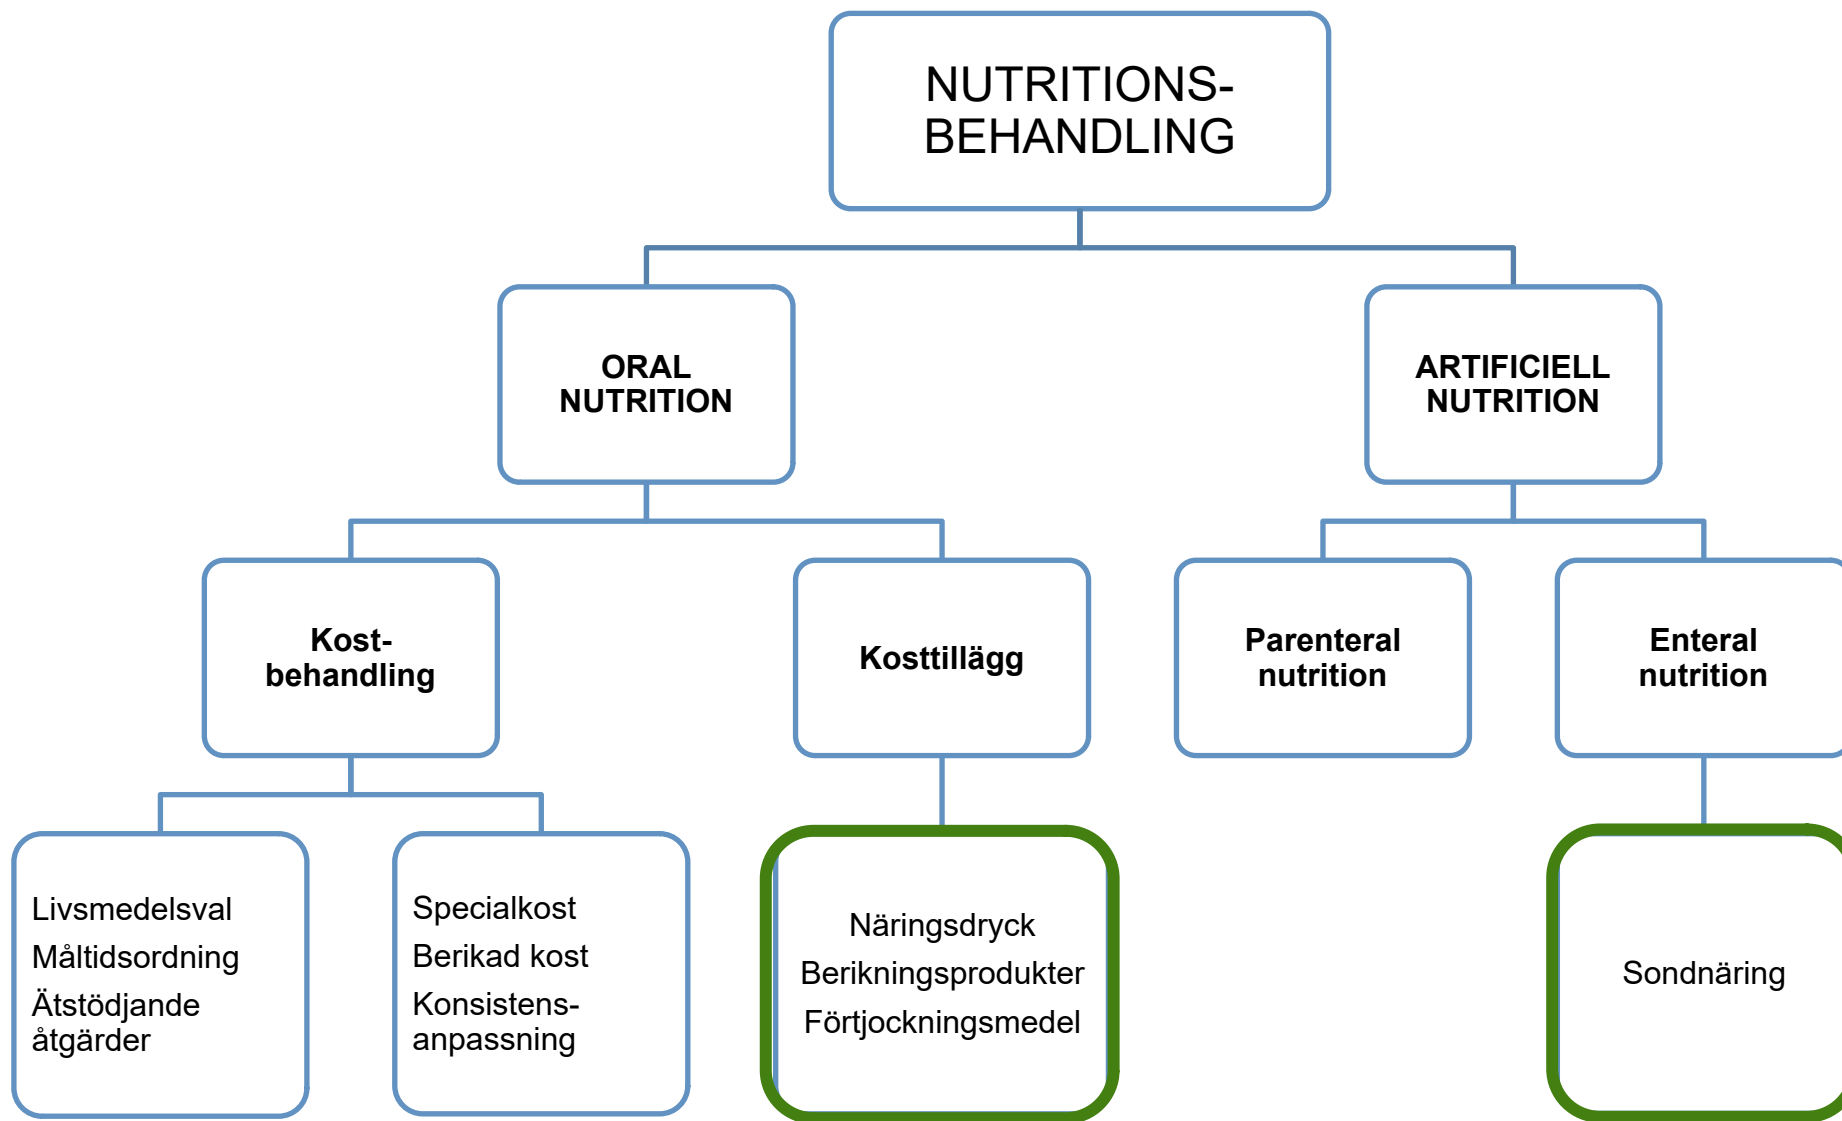 NUTRITIONS-
BEHANDLING
ORAL
NUTRITION
ARTIFICIELL
NUTRITION
Kost-
behandling
Kosttillägg
Parenteral
nutrition
Enteral
nutrition
Livsmedelsval
Måltidsordning
Ätstödjande
åtgärder
Specialkost
Berikad kost
Konsistens-
anpassning
Näringsdryck
Berikningsprodukter
Förtjockningsmedel
Sondnäring